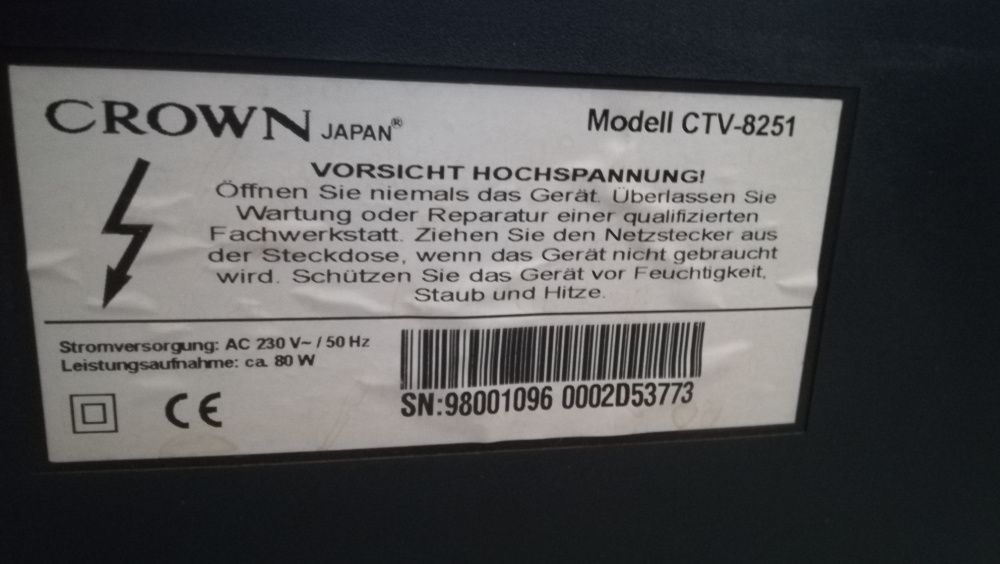 CROWN JAPAN®
Modell CTV-8251
VORSICHT HOCHSPANNUNG!
Öffnen Sie niemals das Gerät. Überlassen Sie
Wartung oder Reparatur einer qualifizierten
Fachwerkstatt. Ziehen Sie den Netzstecker aus
der Steckdose, wenn das Gerät nicht gebraucht
wird. Schützen Sie das Gerät vor Feuchtigkeit,
Staub und Hitze.
Stromversorgung: AC 230 V~ / 50 Hz
Leistungsaufnahme: ca. 80 W
CE
SN:98001096 0002D53773